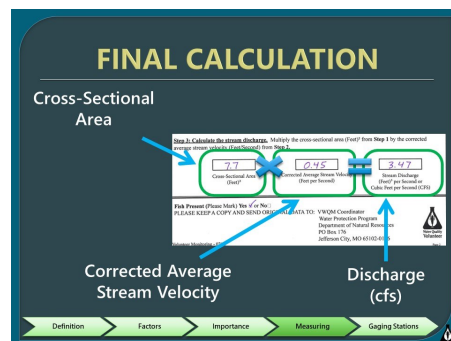 FINAL CALCULATION
Cross-Sectional
Area
Step 3: Calculate the stream discharge. Multiply the cross-sectional area (Feet)² from Step 1 by the corrected
average stream velocity (Feet/Second) from Step 2.
7.7
0.45
3.47
Cross-Sectional Area
(Feet)²
Corrected Average Stream Velocity
(Feet per Second)
Stream Discharge
(Feet)³ per Second or
Cubic Feet per Second (CFS)
Fish Present (Please Mark) Yes or No
PLEASE KEEP A COPY AND SEND ORIGINAL DATA TO: VWQM Coordinator
Water Protection Program
Department of Natural Resources
PO Box 176
Jefferson City, MO 65102-0176
Water Quality
Volunteer
Corrected Average
Stream Velocity
Discharge
(cfs)
Definition
Factors
Importance
Measuring
Gaging Stations